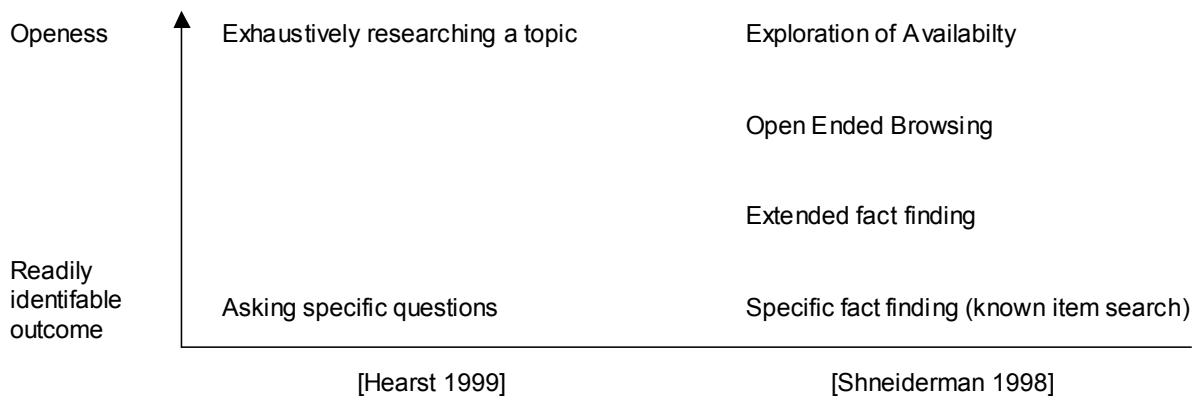 Openess
Exhaustively researching a topic
Exploration of Availabilty
Open Ended Browsing
Extended fact finding
Readily
identifable
outcome
Asking specific questions
Specific fact finding (known item search)
[Hearst 1999]
[Shneiderman 1998]